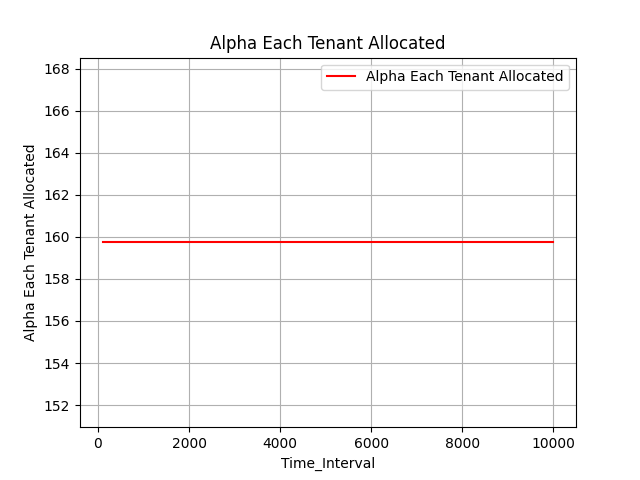 Alpha Each Tenant Allocated
Alpha Each Tenant Allocated
168
166
164
162
160
158
156
154
152
Alpha Each Tenant Allocated
0 2000 4000 6000 8000 10000
Time_Interval